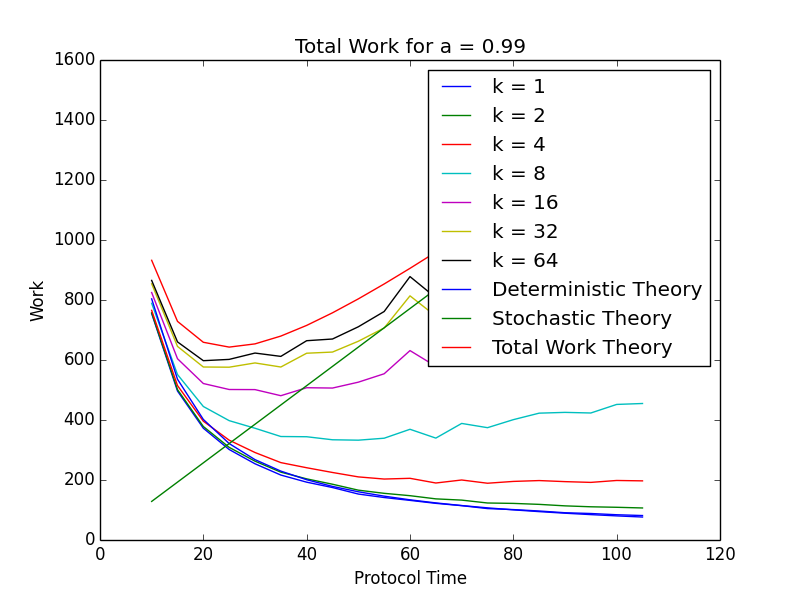 Total Work for a = 0.99
1600
1400
1200
1000
800
600
400
200
0
Work
k = 1
k = 2
k = 4
k = 8
k = 16
k = 32
k = 64
Deterministic Theory
Stochastic Theory
Total Work Theory
0 20 40 60 80 100 120
Protocol Time